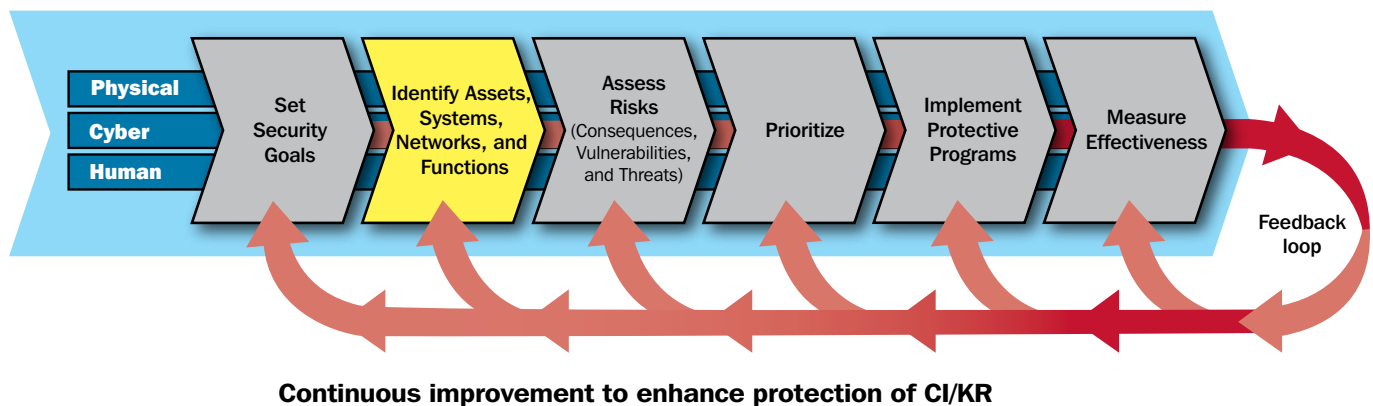 Physical
Cyber
Human
Set
Security
Goals
Identify Assets,
Systems,
Networks, and
Functions
Assess
Risks
(Consequences,
Vulnerabilities,
and Threats)
Prioritize
Implement
Protective
Programs
Measure
Effectiveness
Feedback
loop
Continuous improvement to enhance protection of CI/KR